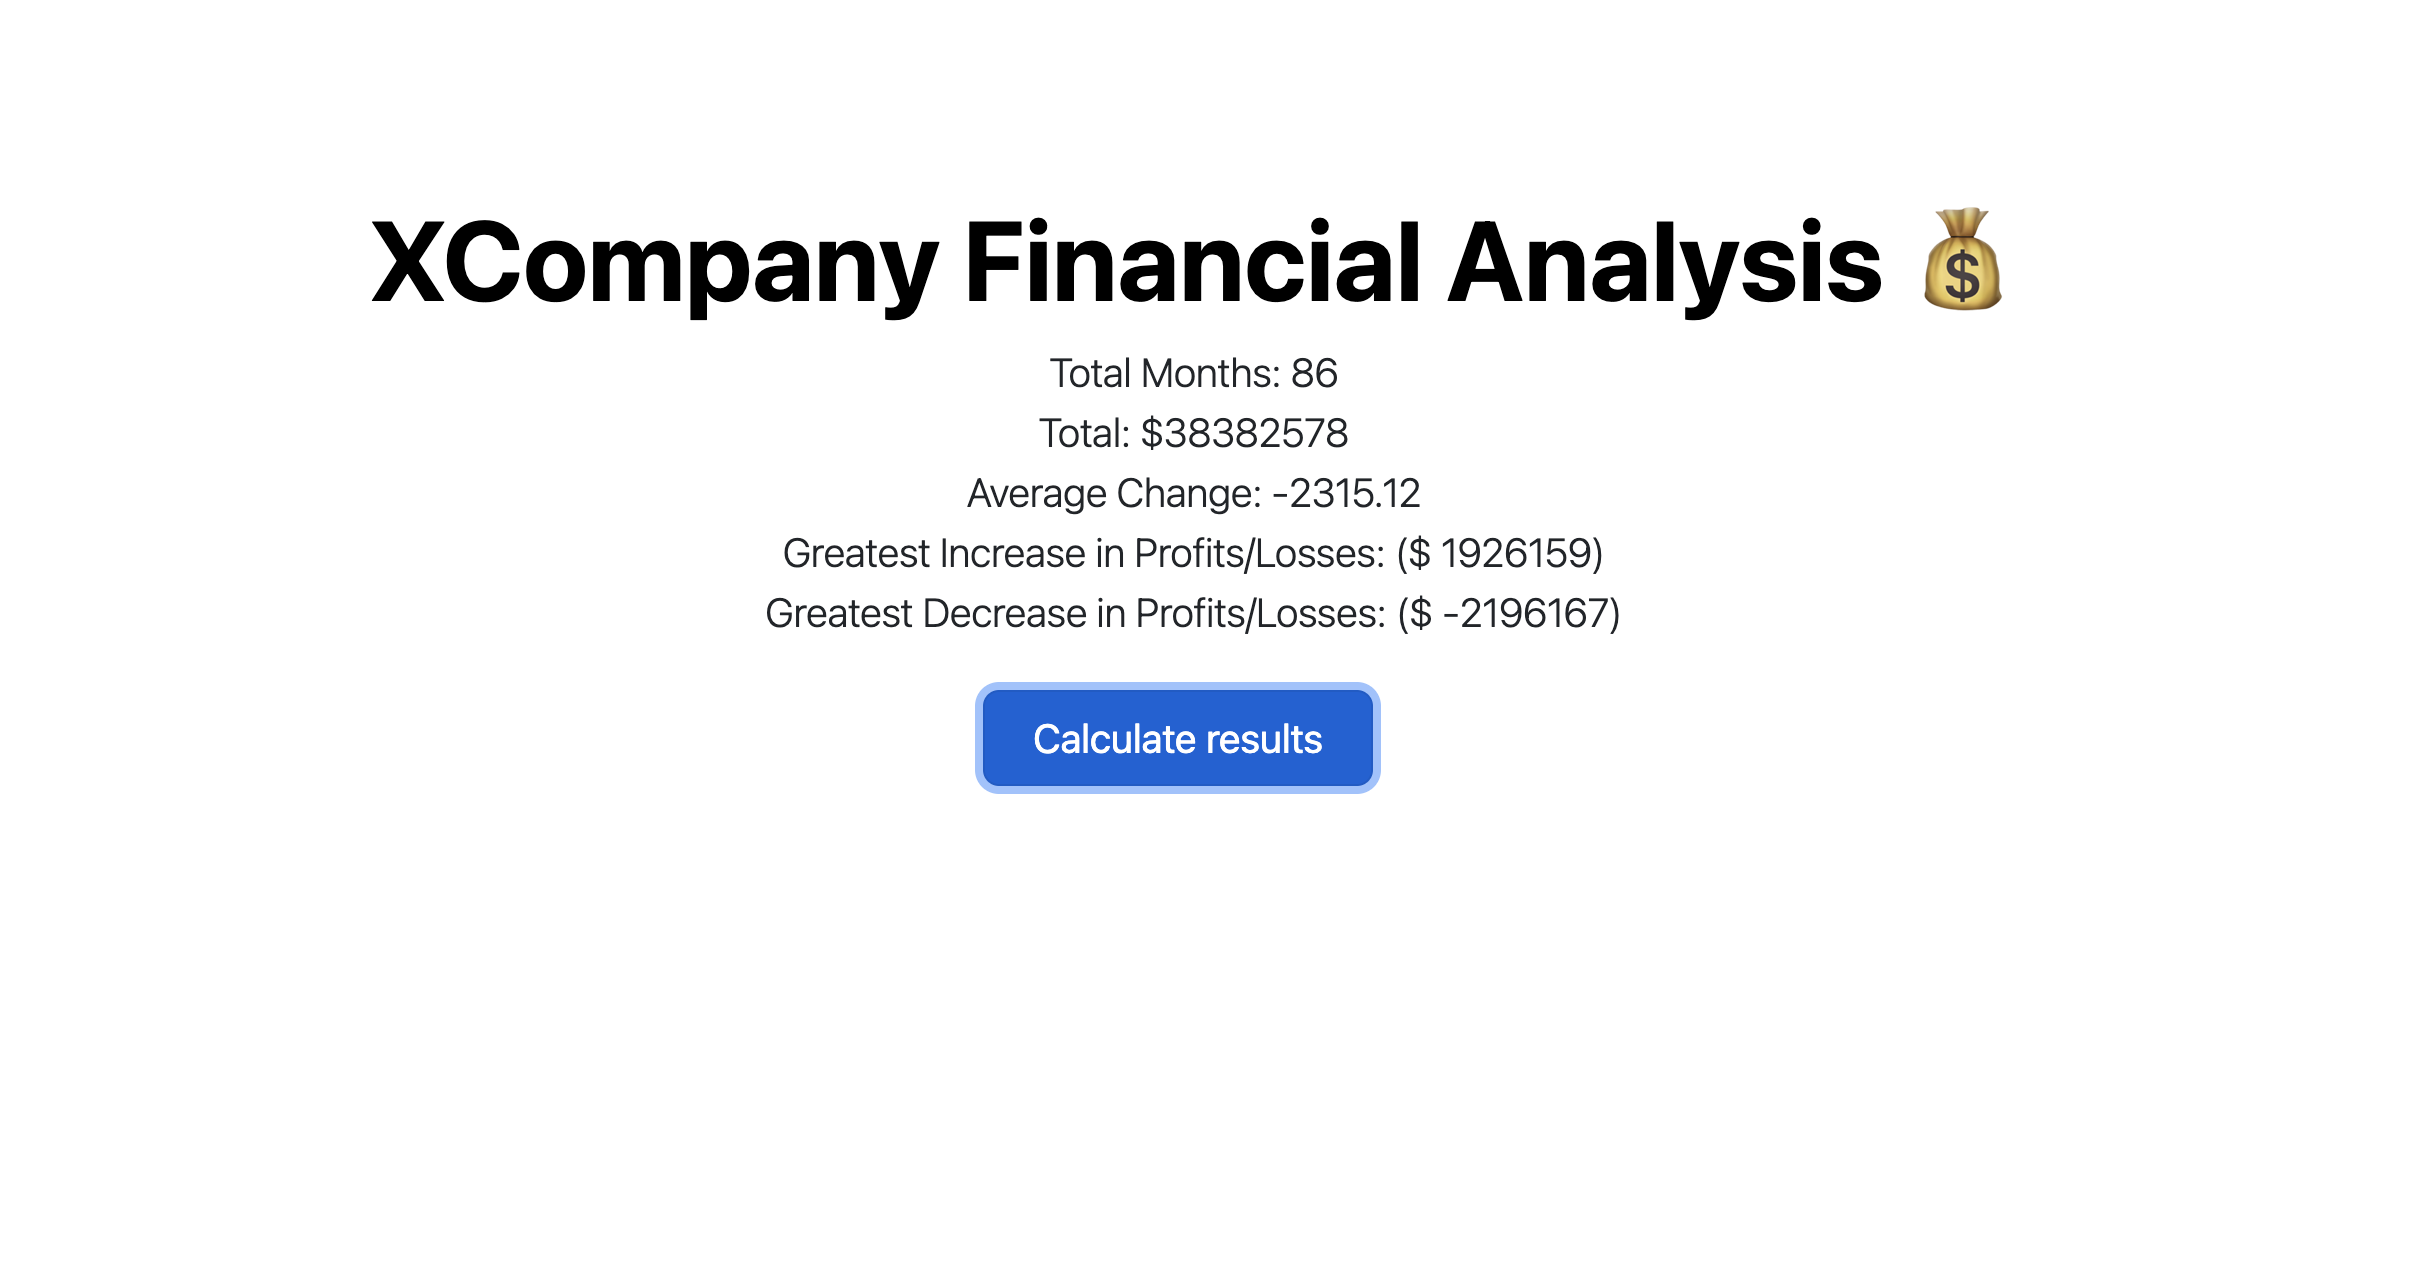 XCompany Financial Analysis 💰
Total Months: 86
Total: $38382578
Average Change: -2315.12
Greatest Increase in Profits/Losses: ($ 1926159)
Greatest Decrease in Profits/Losses: ($ -2196167)
Calculate results